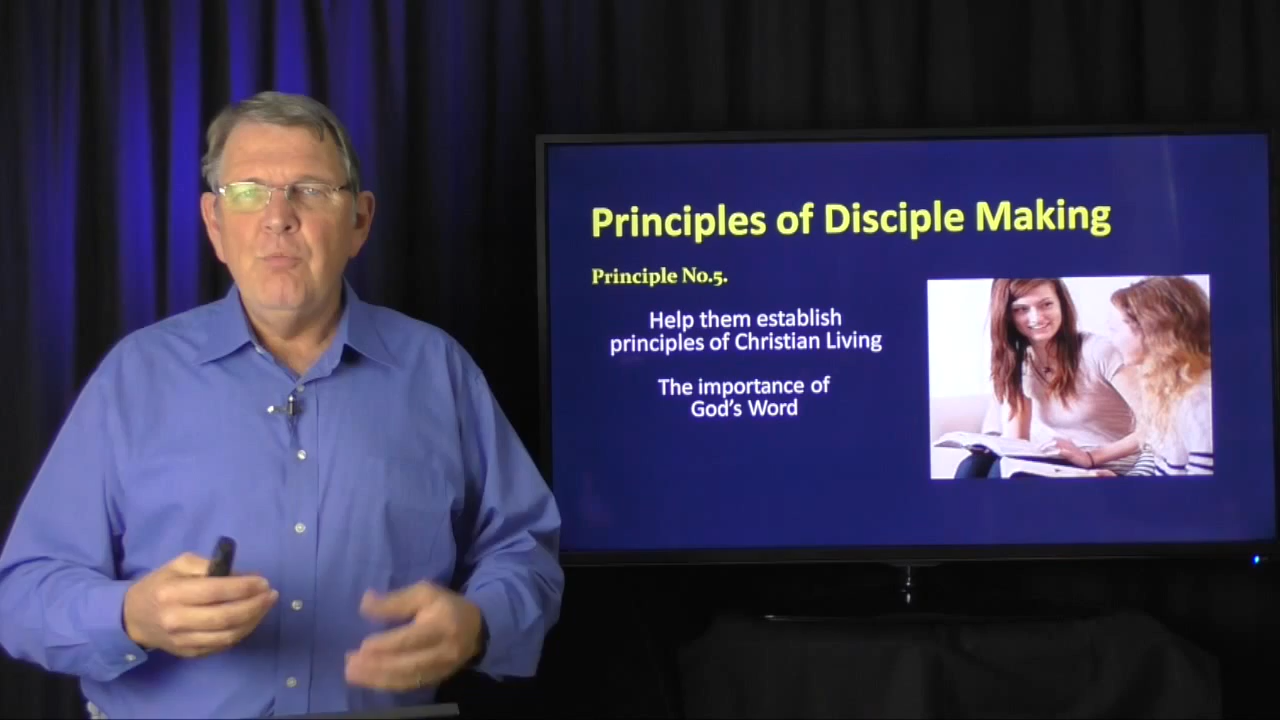 Principles of Disciple Making
Principle No.5.
Help them establish
principles of Christian Living
The importance of
God's Word